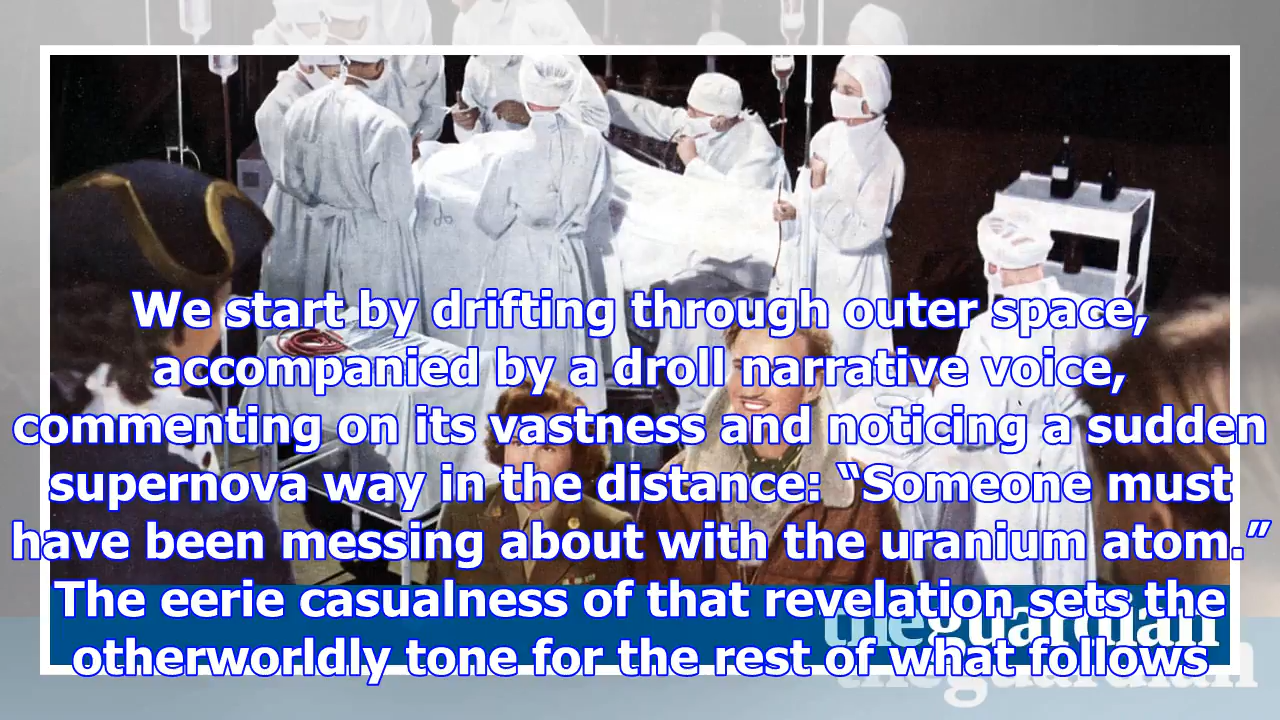 We start by drifting through outer space,
accompanied by a droll narrative voice,
commenting on its vastness and noticing a sudden
supernova way in the distance: “Someone must
have been messing about with the uranium atom.”
The eerie casualness of that revelation sets the
otherworldly tone for the rest of what follows
theguardian
theguardian